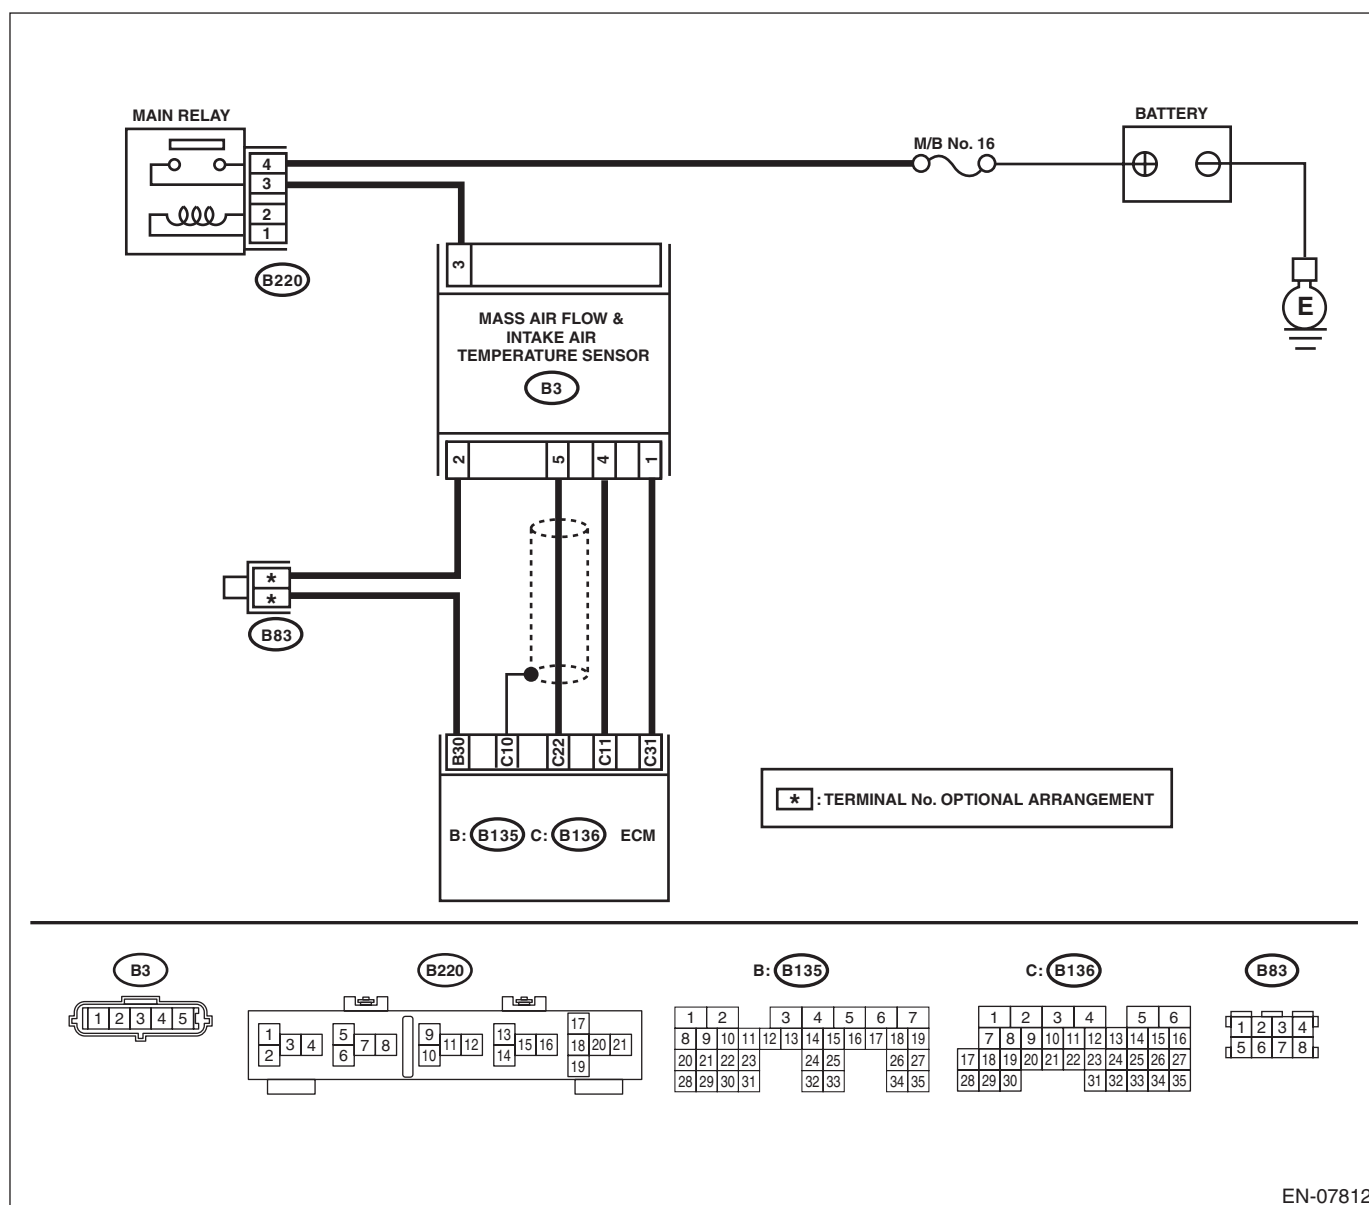 MAIN RELAY
BATTERY
M/B No. 16
4
3
2
1
B220
E
3
MASS AIR FLOW &
INTAKE AIR
TEMPERATURE SENSOR
B3
2 5 4 1
*
*
B83
B30 C10 C22 C11 C31
B: B135 C: B136 ECM
* : TERMINAL No. OPTIONAL ARRANGEMENT
B3
1 2 3 4 5
B220
1 2 3 4 5 6 7 8 9 10 11 12 13 14 15 16 17 18 19 20 21
B: B135
1 2 3 4 5 6 7
8 9 10 11 12 13 14 15 16 17 18 19
20 21 22 23 24 25 26 27
28 29 30 31 32 33 34 35
C: B136
1 2 3 4 5 6
7 8 9 10 11 12 13 14 15 16
17 18 19 20 21 22 23 24 25 26 27
28 29 30 31 32 33 34 35
B83
1 2 3 4
5 6 7 8
EN-07812